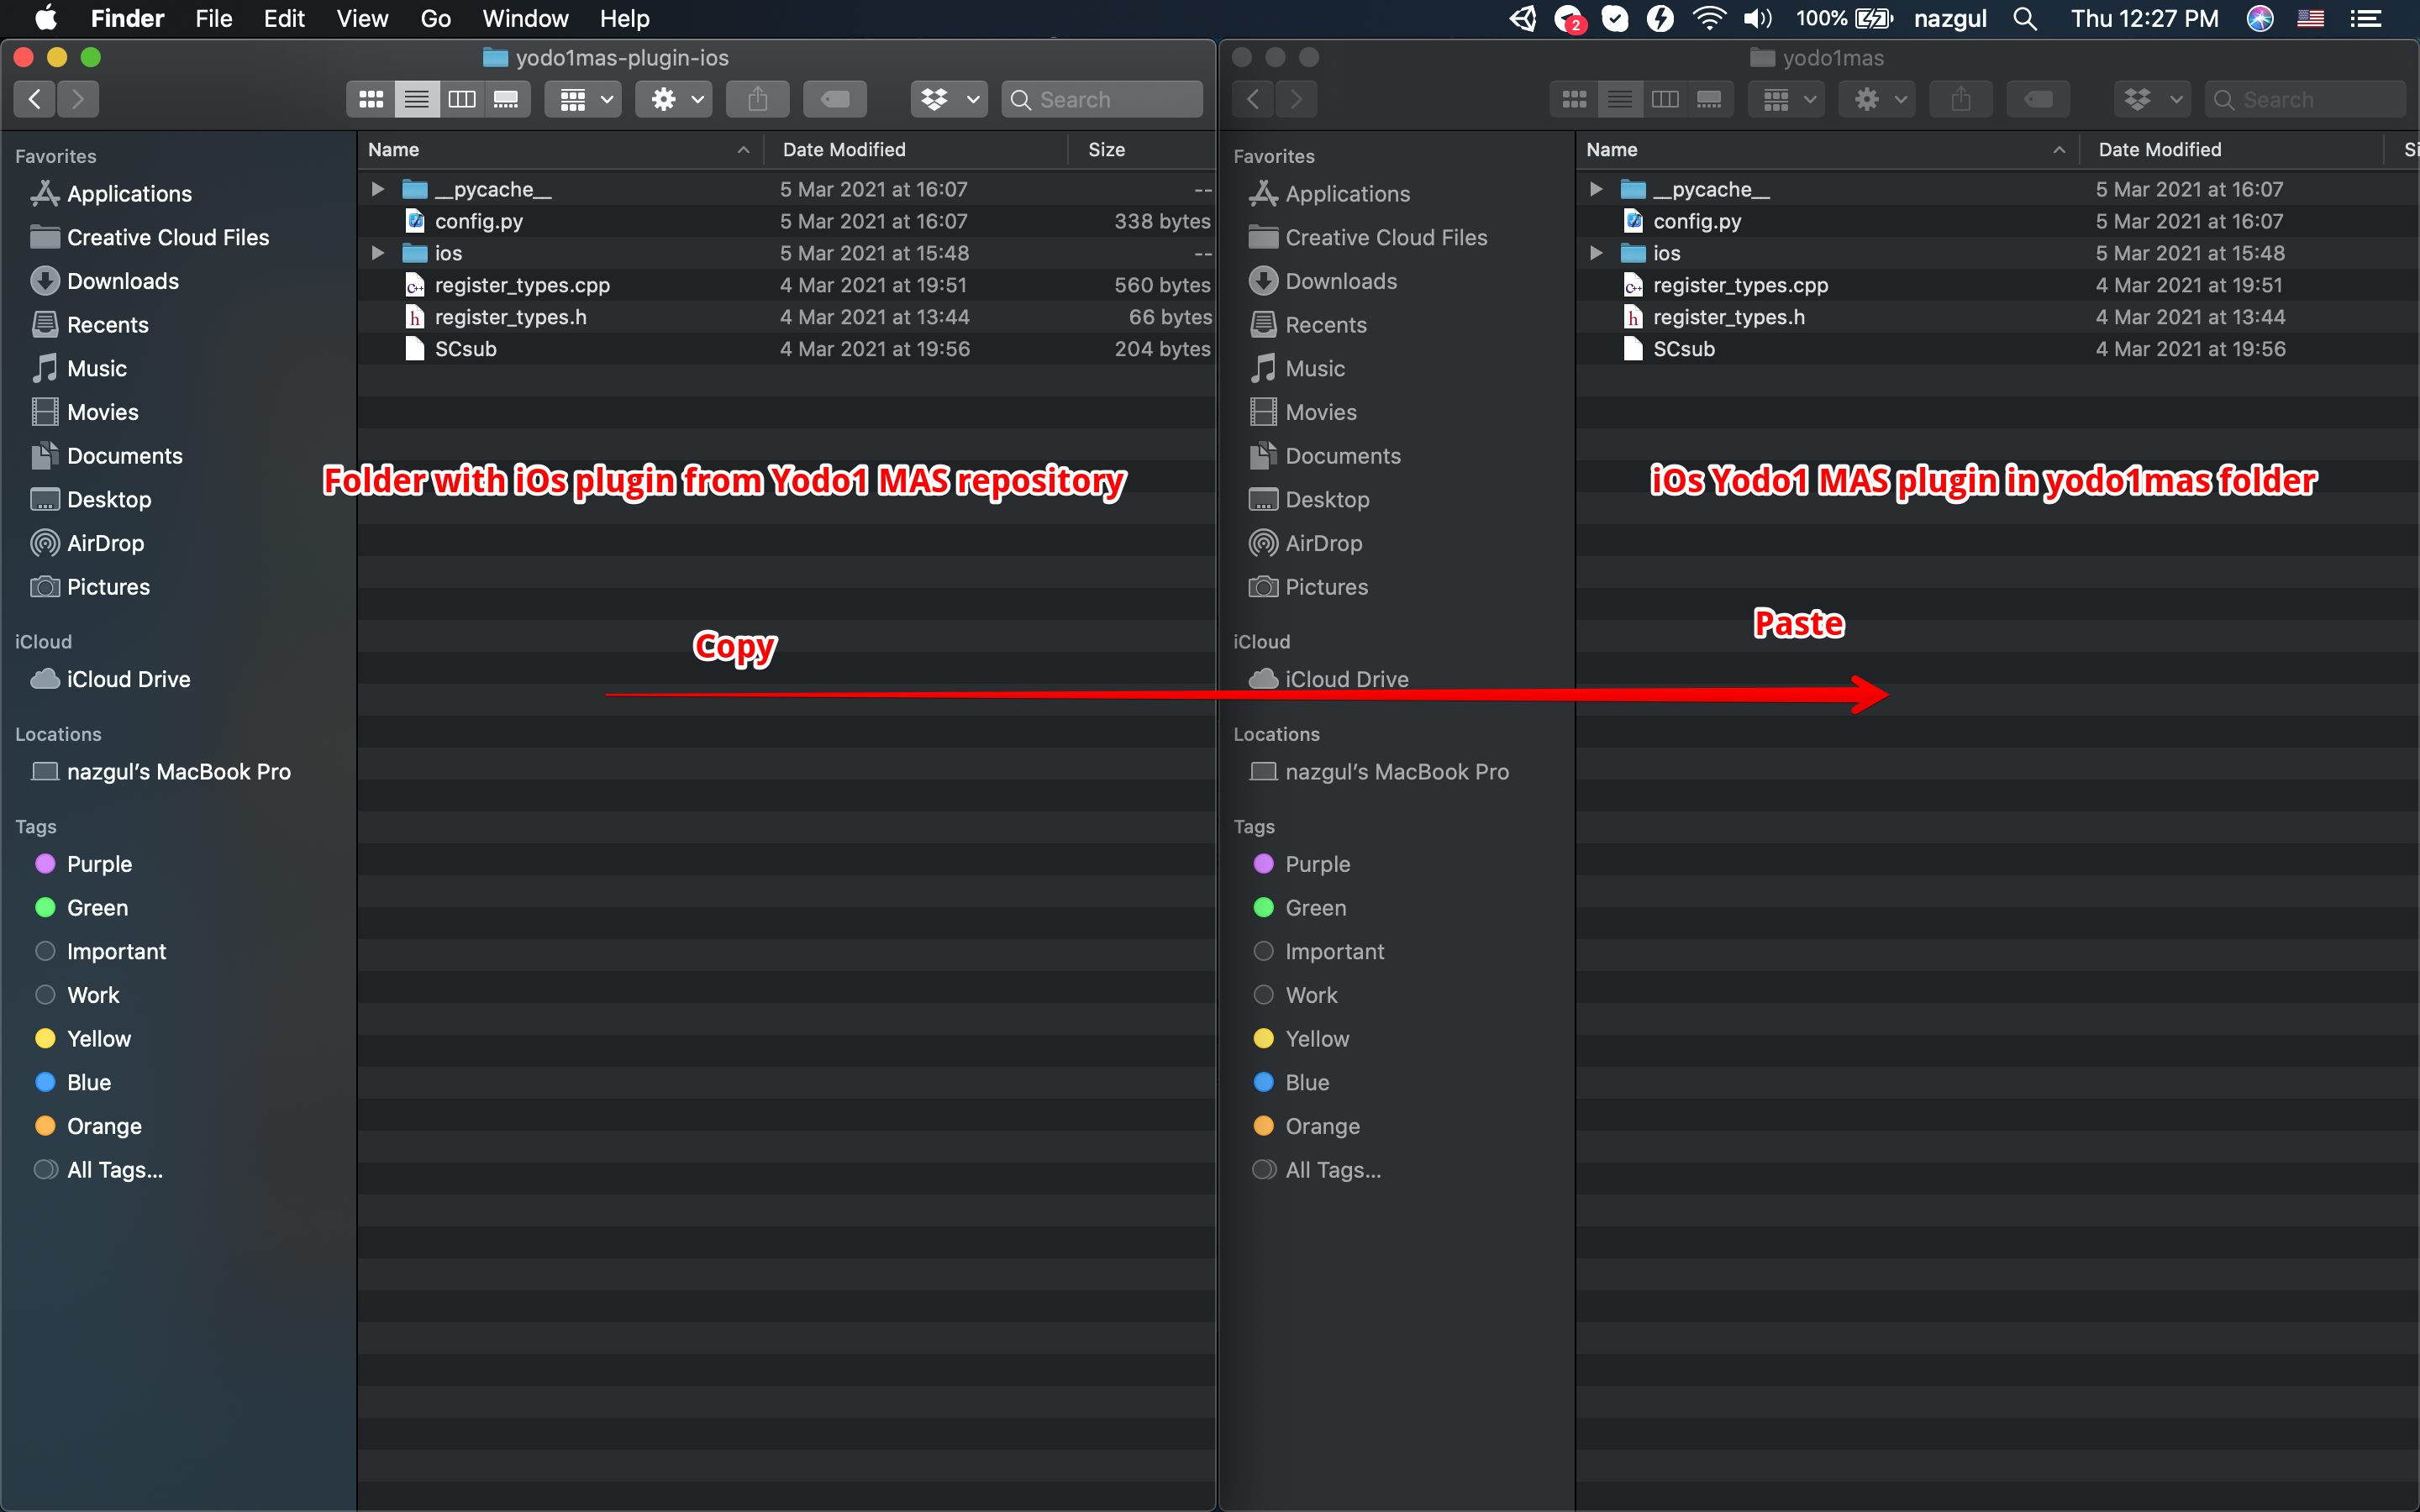 Finder File Edit View Go Window Help 2 100% nazgul Thu 12:27 PM
yodo1mas-plugin-ios
Search
Favorites
Applications
Creative Cloud Files
Downloads
Recents
Music
Movies
Documents
Desktop
AirDrop
Pictures
iCloud
iCloud Drive
Locations
nazgul's MacBook Pro
Tags
Purple
Green
Important
Work
Yellow
Blue
Orange
All Tags...
Name Date Modified Size
__pycache__ 5 Mar 2021 at 16:07 --
config.py 5 Mar 2021 at 16:07 338 bytes
ios 5 Mar 2021 at 15:48 --
C++ register_types.cpp 4 Mar 2021 at 19:51 560 bytes
h register_types.h 4 Mar 2021 at 13:44 66 bytes
SCsub 4 Mar 2021 at 19:56 204 bytes
Folder with iOs plugin from Yodo1 MAS repository
Copy
yodo1mas
Search
Favorites
Applications
Creative Cloud Files
Downloads
Recents
Music
Movies
Documents
Desktop
AirDrop
Pictures
iCloud
iCloud Drive
Locations
nazgul's MacBook Pro
Tags
Purple
Green
Important
Work
Yellow
Blue
Orange
All Tags...
Name Date Modified Si
__pycache__ 5 Mar 2021 at 16:07
config.py 5 Mar 2021 at 16:07
ios 5 Mar 2021 at 15:48
C++ register_types.cpp 4 Mar 2021 at 19:51
h register_types.h 4 Mar 2021 at 13:44
SCsub 4 Mar 2021 at 19:56
iOs Yodo1 MAS plugin in yodo1mas folder
Paste